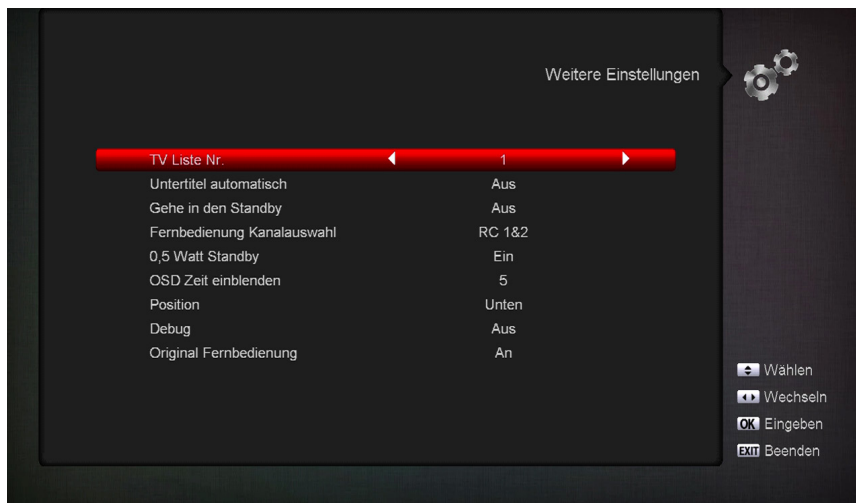 Weitere Einstellungen
TV Liste Nr. 1
Untertitel automatisch Aus
Gehe in den Standby Aus
Fernbedienung Kanalauswahl RC 1&2
0,5 Watt Standby Ein
OSD Zeit einblenden 5
Position Unten
Debug Aus
Original Fernbedienung An
Wählen
Wechseln
OK Eingeben
EXIT Beenden